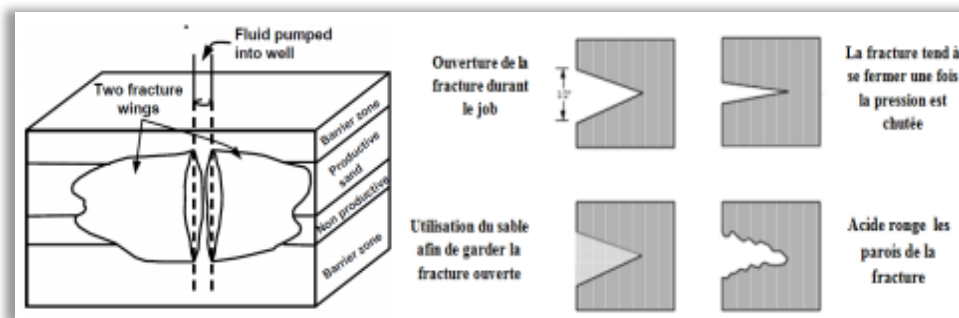 Fluid pumped
into well
Two fracture
wings
Barrier zone
Productive
sand
Non productive
Barrier zone
Ouverture de la
fracture durant
le job
La fracture tend à
se fermer une fois
la pression est
chutée
Utilisation du sable
afin de garder la
fracture ouverte
Acide ronge les
parois de la
fracture